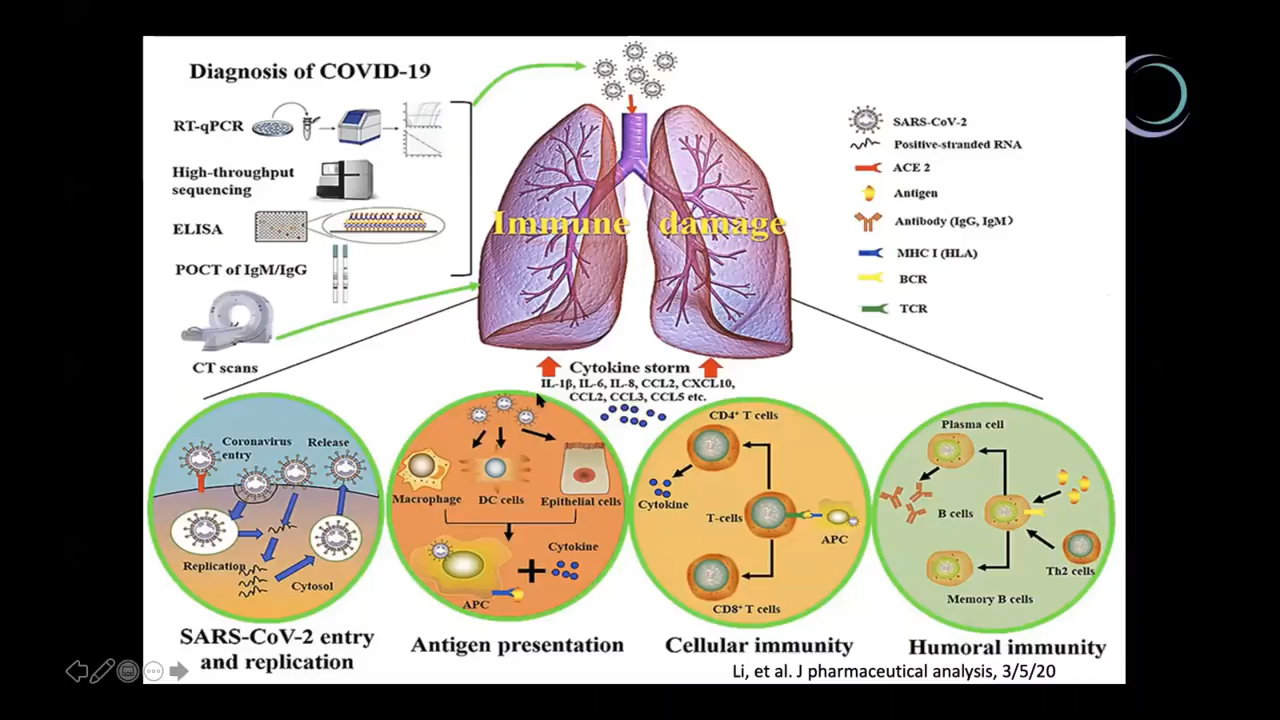 Diagnosis of COVID-19
RT-qPCR
High-throughput
sequencing
ELISA
POCT of IgM/IgG
CT scans
Immune damage
SARS-CoV-2
Positive-stranded RNA
ACE 2
Antigen
Antibody (IgG, IgM)
MHC I (HLA)
BCR
TCR
Cytokine storm
IL-1β, IL-6, IL-8, CCL2, CXCL10,
CCL2, CCL3, CCL5 etc.
Coronavirus
entry
Release
Replication
Cytosol
SARS-CoV-2 entry
and replication
Macrophage
DC cells
Epithelial cells
Cytokine
APC
Antigen presentation
CD4+ T cells
Cytokine
T-cells
APC
CD8+ T cells
Cellular immunity
Plasma cell
B cells
Th2 cells
Memory B cells
Humoral immunity
Li, et al. J pharmaceutical analysis, 3/5/20